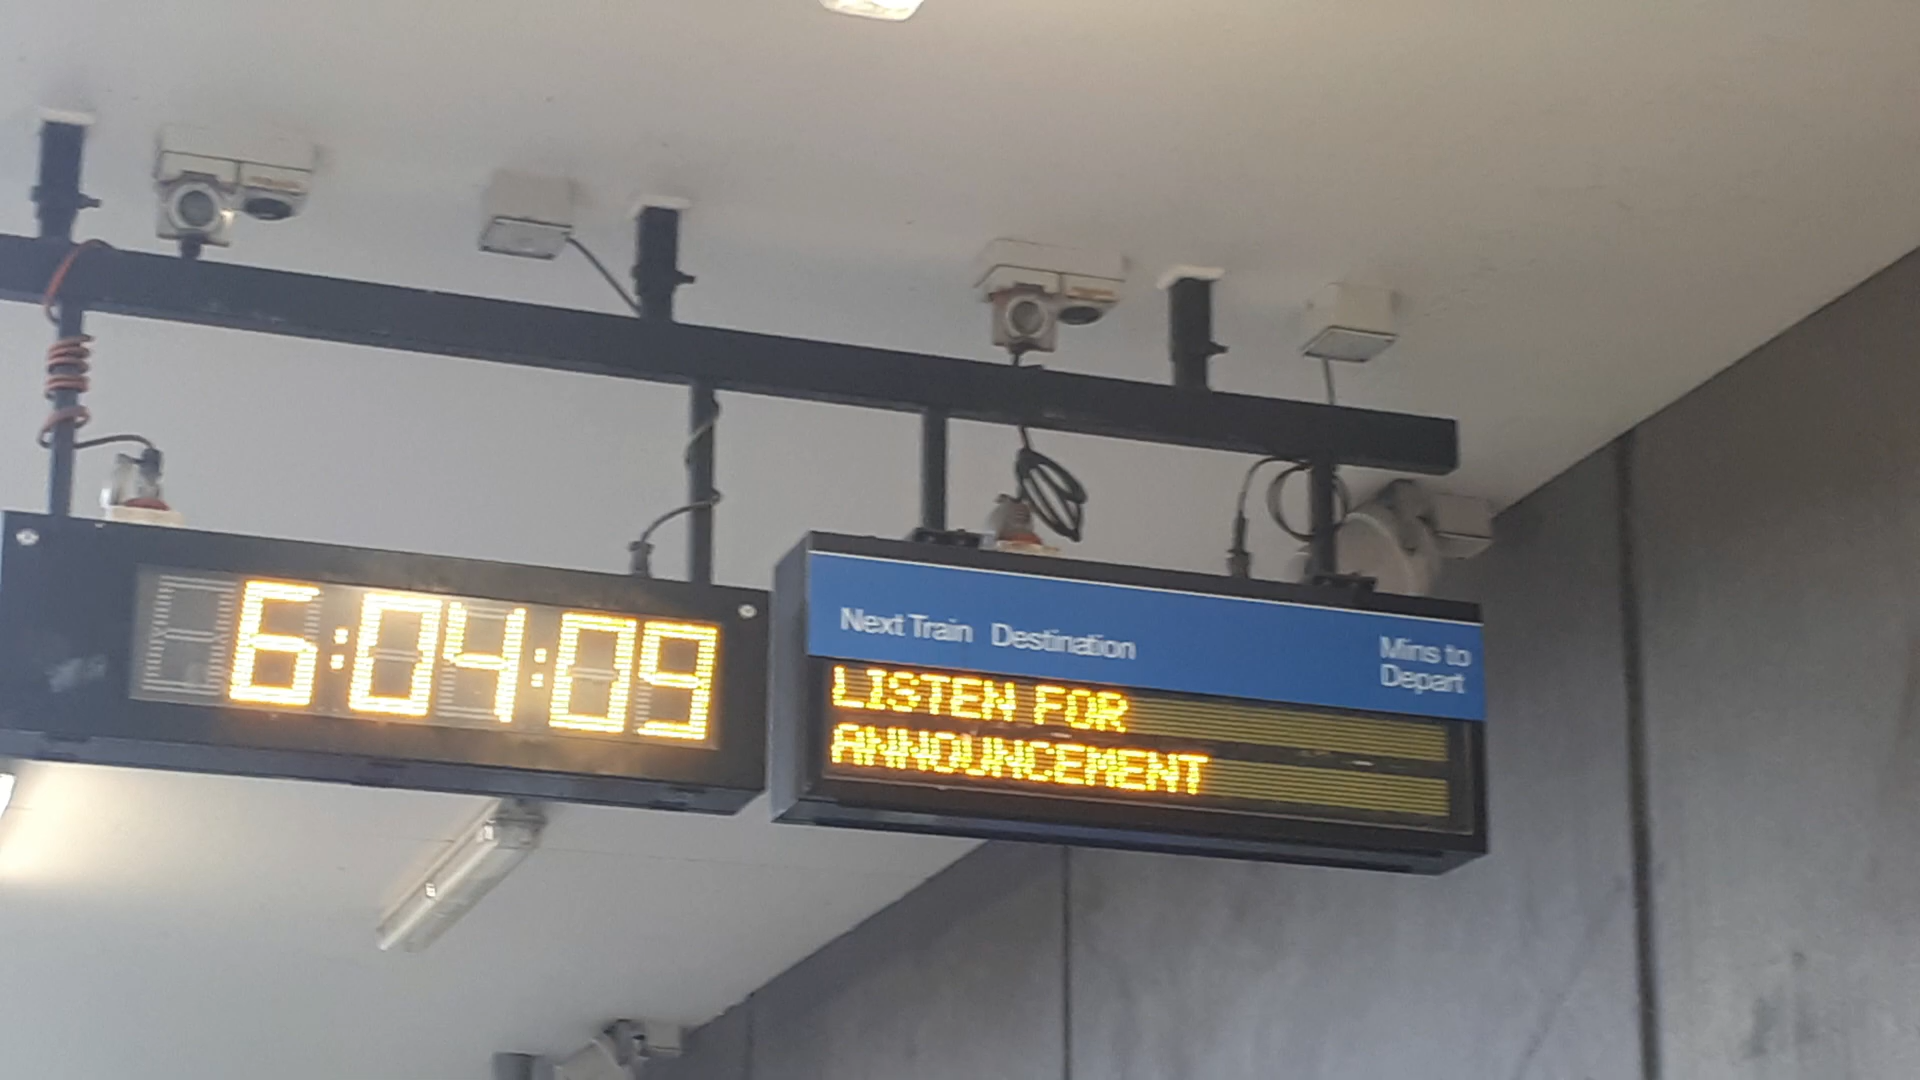 6:04:09
Next Train Destination
Mins to
Depart
LISTEN FOR
ANNOUNCEMENT